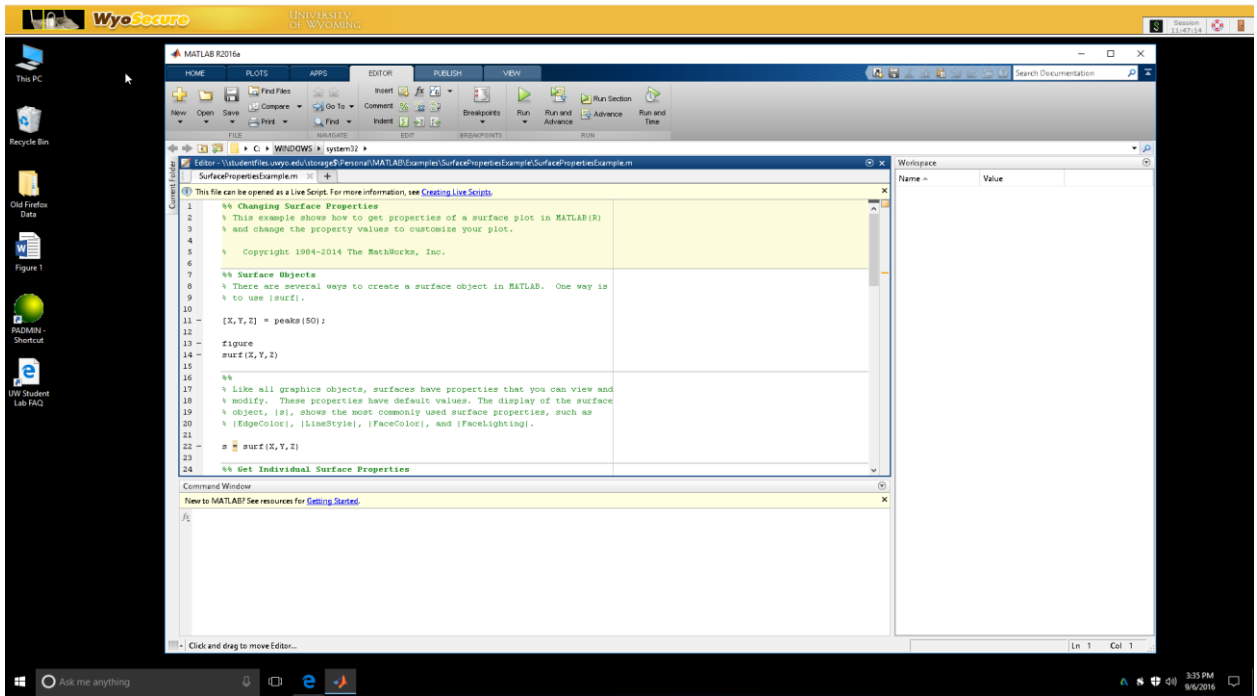 WyoSecure
UNIVERSITY
OF WYOMING
Session
11:47:14
This PC
Recycle Bin
Old Firefox
Data
Figure 1
PADMIN -
Shortcut
UW Student
Lab FAQ
MATLAB R2016a
HOME PLOTS APPS EDITOR PUBLISH VIEW Search Documentation
New Open Save Find Files Compare Print Go To Find Insert fx Comment Indent Breakpoints Run Run and Advance Run Section Advance Run and Time
FILE NAVIGATE EDIT BREAKPOINTS RUN
C: WINDOWS system32
Current Folder
Editor - \\studentfiles.uwyo.edu\storage$\Personal\MATLAB\Examples\SurfacePropertiesExample\SurfacePropertiesExample.m
SurfacePropertiesExample.m
This file can be opened as a Live Script. For more information, see Creating Live Scripts.
1 %% Changing Surface Properties
2 % This example shows how to get properties of a surface plot in MATLAB(R)
3 % and change the property values to customize your plot.
4
5 % Copyright 1984-2014 The MathWorks, Inc.
6
7 %% Surface Objects
8 % There are several ways to create a surface object in MATLAB. One way is
9 % to use |surf|.
10
11 - [X,Y,Z] = peaks(50);
12
13 - figure
14 - surf(X,Y,Z)
15
16 %%
17 % Like all graphics objects, surfaces have properties that you can view and
18 % modify. These properties have default values. The display of the surface
19 % object, |s|, shows the most commonly used surface properties, such as
20 % |EdgeColor|, |LineStyle|, |FaceColor|, and |FaceLighting|.
21
22 - s = surf(X,Y,Z)
23
24 %% Get Individual Surface Properties
Command Window
New to MATLAB? See resources for Getting Started.
fx
Workspace
Name Value
Click and drag to move Editor...
Ln 1 Col 1
Ask me anything
3:35 PM
9/6/2016